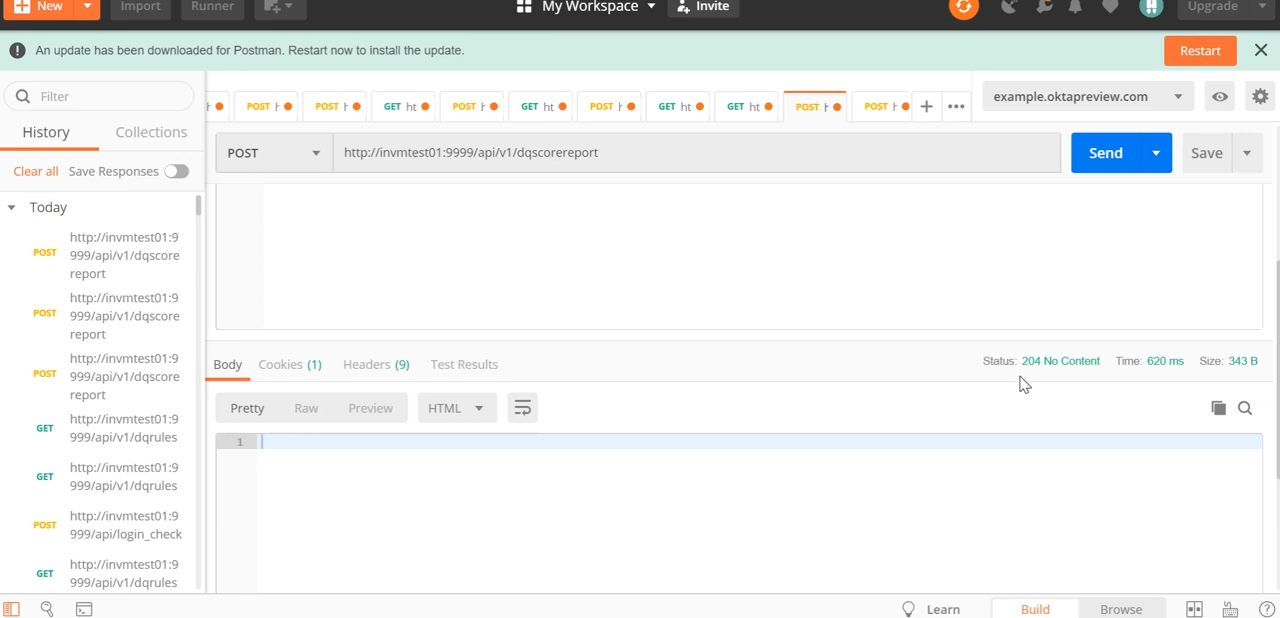 New Import Runner My Workspace Invite Upgrade
An update has been downloaded for Postman. Restart now to install the update. Restart
Filter
POST h POST h GET ht POST h GET ht POST h GET ht GET ht POST h POST h
example.oktapreview.com
History Collections
POST http://invmtest01:9999/api/v1/dqscorereport Send Save
Clear all Save Responses
Today
POST
http://invmtest01:9
999/api/v1/dqscore
report
POST
http://invmtest01:9
999/api/v1/dqscore
report
POST
http://invmtest01:9
999/api/v1/dqscore
report
GET
http://invmtest01:9
999/api/v1/dqrules
GET
http://invmtest01:9
999/api/v1/dqrules
POST
http://invmtest01:9
999/api/login_check
GET
http://invmtest01:9
999/api/v1/dqrules
Body Cookies (1) Headers (9) Test Results Status: 204 No Content Time: 620 ms Size: 343 B
Pretty Raw Preview HTML
1
Learn Build Browse